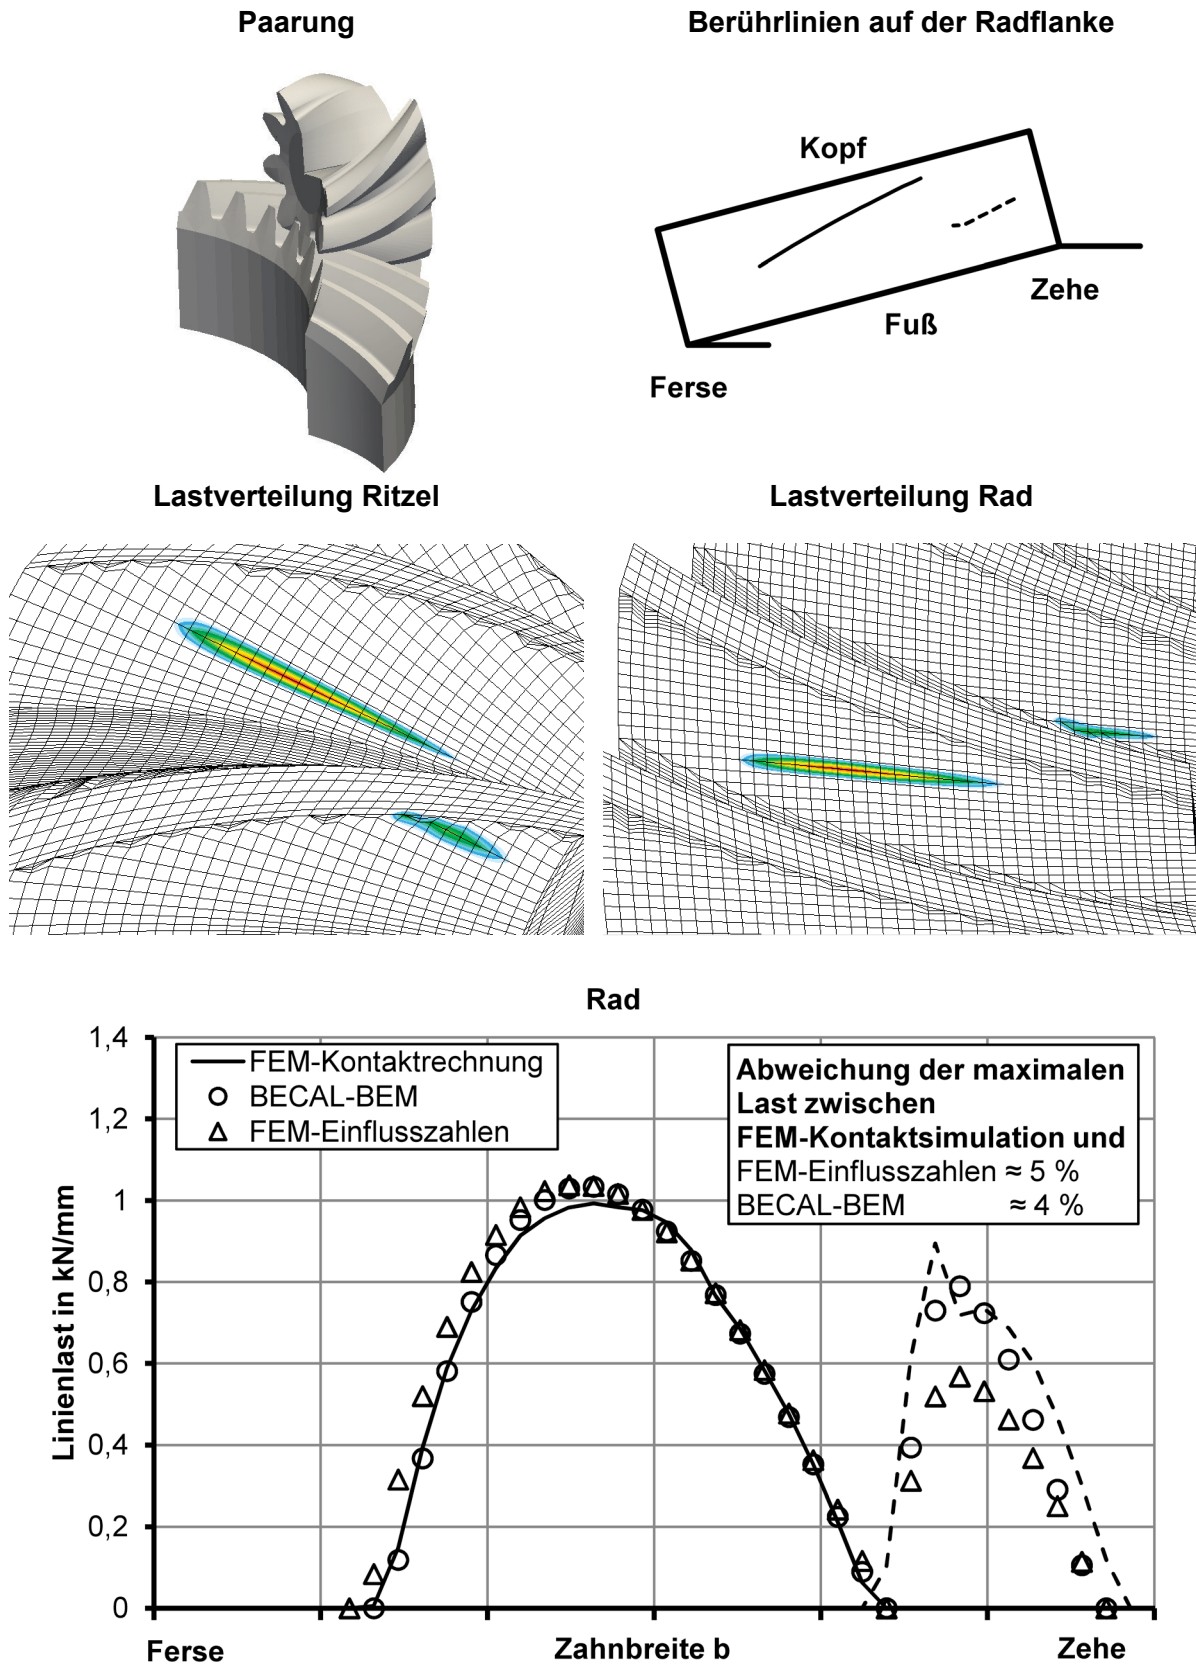 Paarung
Berührlinien auf der Radflanke
Kopf
Zehe
Fuß
Ferse
Lastverteilung Ritzel
Lastverteilung Rad
Rad
1,4
1,2
1
0,8
0,6
0,4
0,2
0
Linienlast in kN/mm
FEM-Kontaktrechnung
BECAL-BEM
FEM-Einflusszahlen
Abweichung der maximalen
Last zwischen
FEM-Kontaktsimulation und
FEM-Einflusszahlen ≈ 5 %
BECAL-BEM ≈ 4 %
Ferse
Zahnbreite b
Zehe